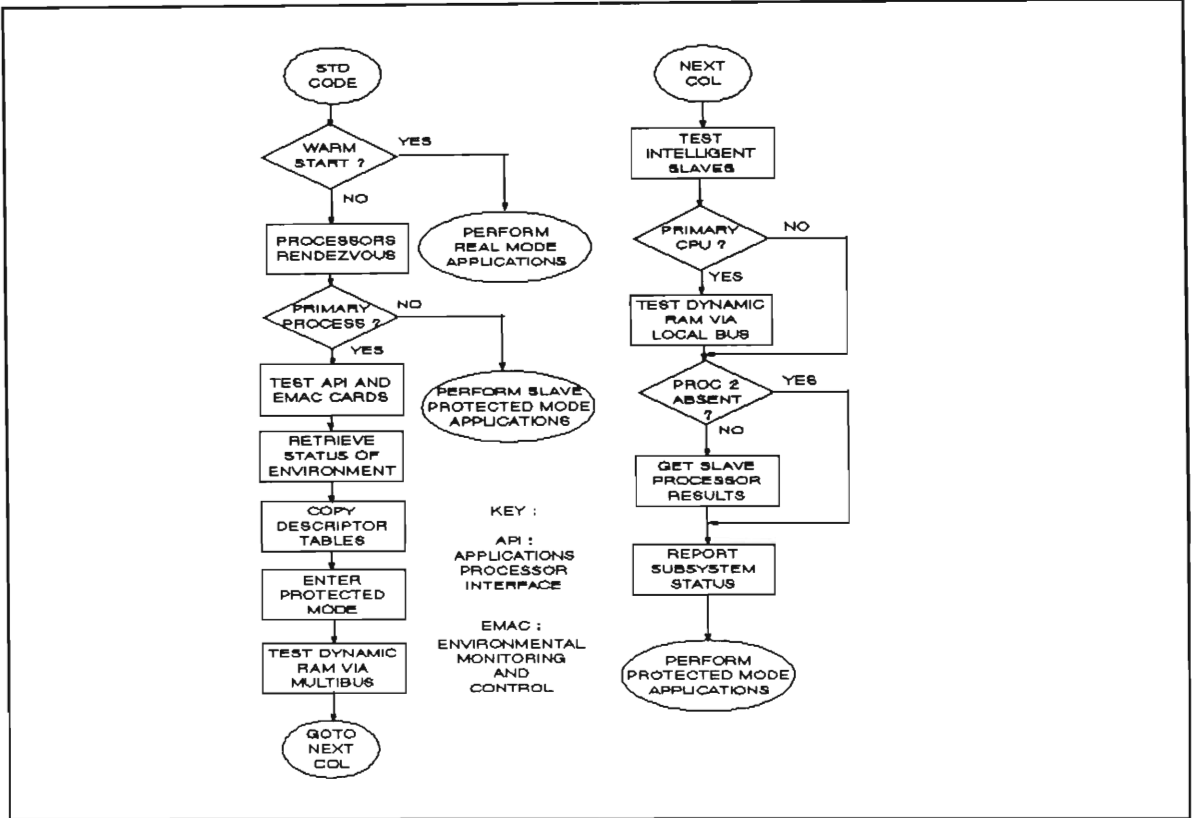 STD
CODE
WARM
START ?
YES
NO
PROCESSORS
RENDEZVOUS
PERFORM
REAL MODE
APPLICATIONS
PRIMARY
PROCESS ?
NO
YES
TEST API AND
EMAC CARDS
PERFORM SLAVE
PROTECTED MODE
APPLICATIONS
RETRIEVE
STATUS OF
ENVIRONMENT
COPY
DESCRIPTOR
TABLES
ENTER
PROTECTED
MODE
TEST DYNAMIC
RAM VIA
MULTIBUS
GOTO
NEXT
COL
KEY :
API :
APPLICATIONS
PROCESSOR
INTERFACE
EMAC :
ENVIRONMENTAL
MONITORING
AND
CONTROL
NEXT
COL
TEST
INTELLIGENT
SLAVES
PRIMARY
CPU ?
NO
YES
TEST DYNAMIC
RAM VIA
LOCAL BUS
PROC 2
ABSENT
?
YES
NO
GET SLAVE
PROCESSOR
RESULTS
REPORT
SUBSYSTEM
STATUS
PERFORM
PROTECTED MODE
APPLICATIONS